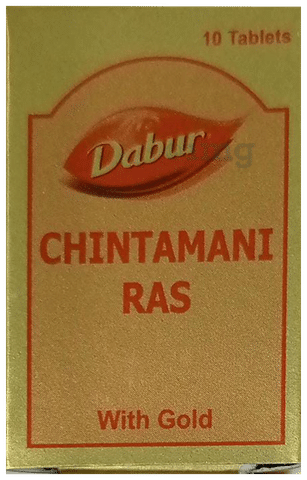 10 Tablets
Dabur
CHINTAMANI
RAS
With Gold